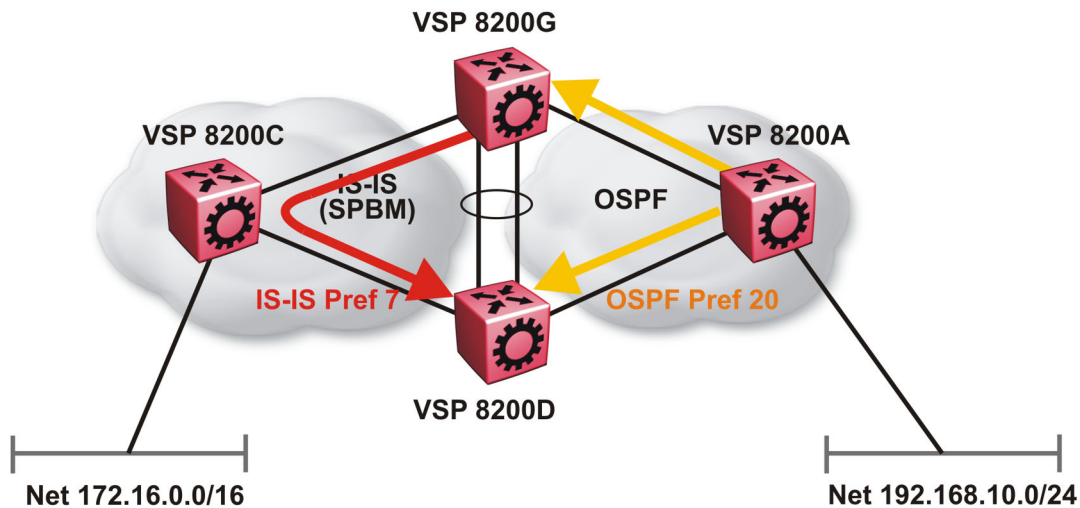 VSP 8200G
VSP 8200C
VSP 8200A
IS-IS
(SPBM)
OSPF
IS-IS Pref 7
OSPF Pref 20
VSP 8200D
Net 172.16.0.0/16
Net 192.168.10.0/24